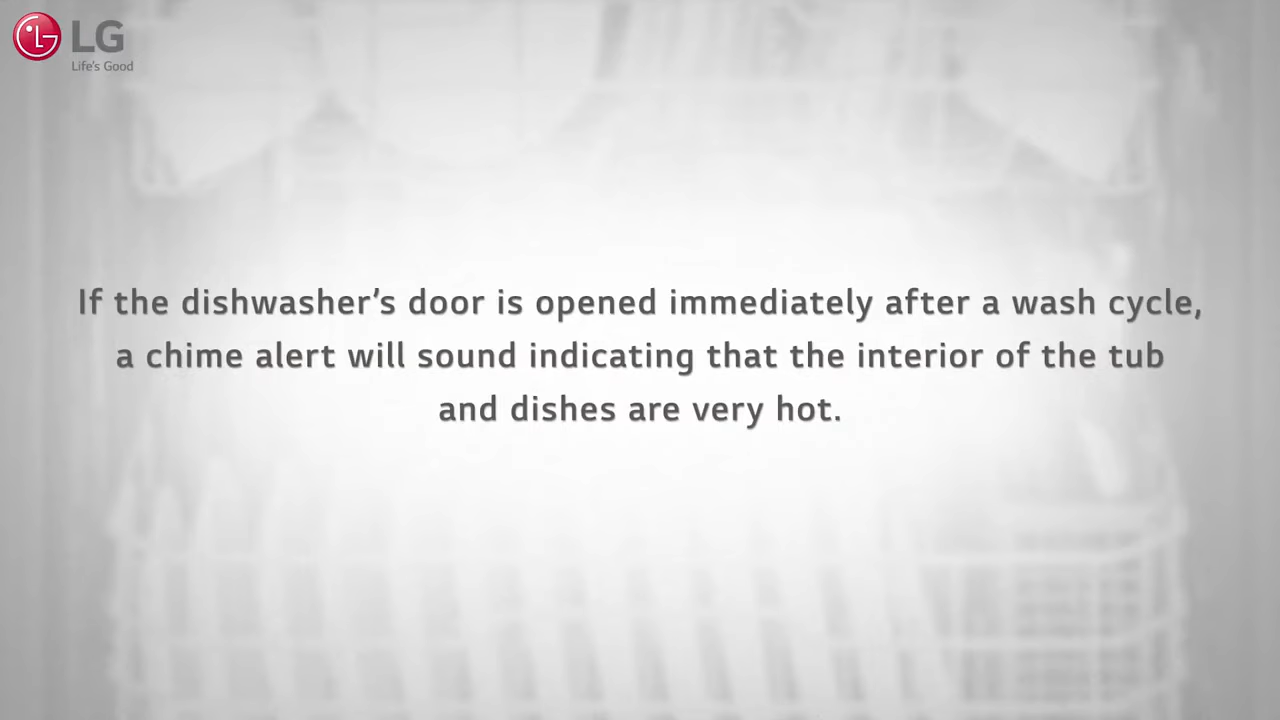 LG
Life's Good
If the dishwasher’s door is opened immediately after a wash cycle,
a chime alert will sound indicating that the interior of the tub
and dishes are very hot.